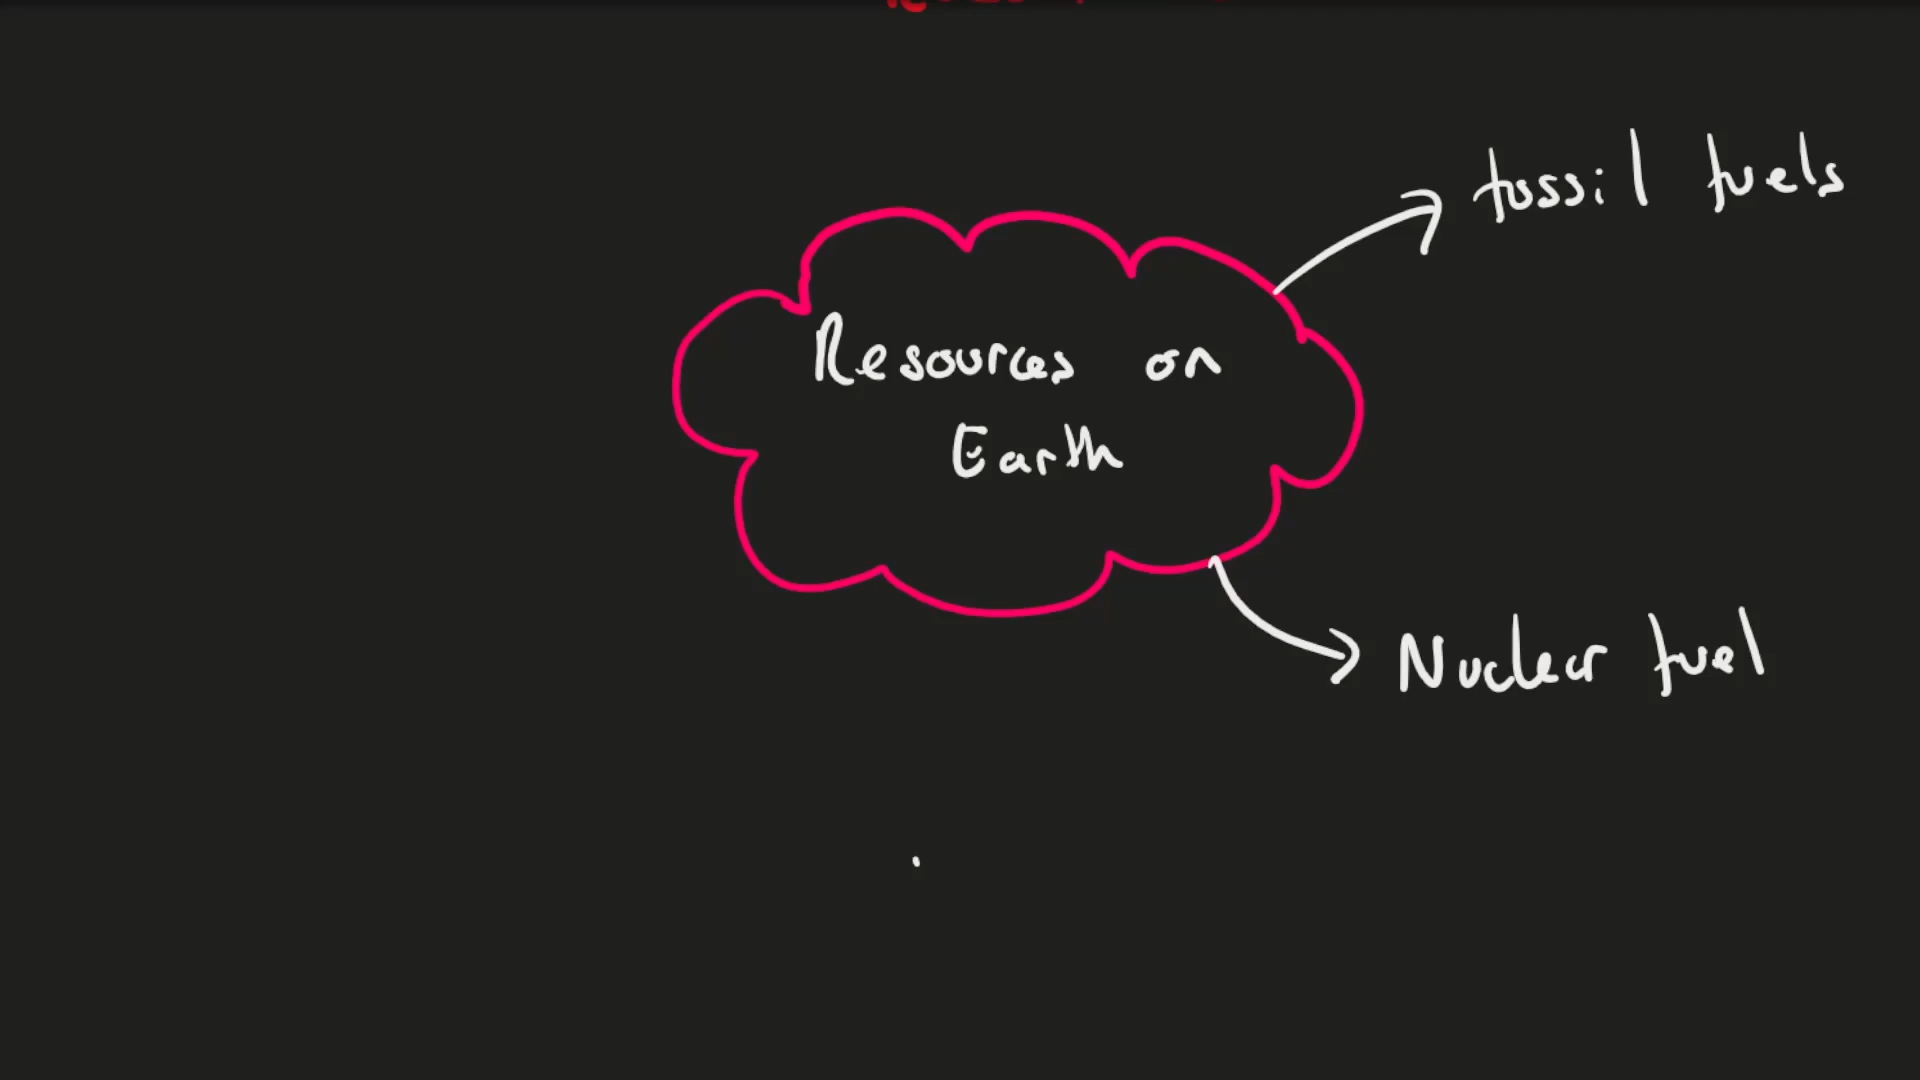 fossil fuels
Resources on
Earth
Nuclear fuel